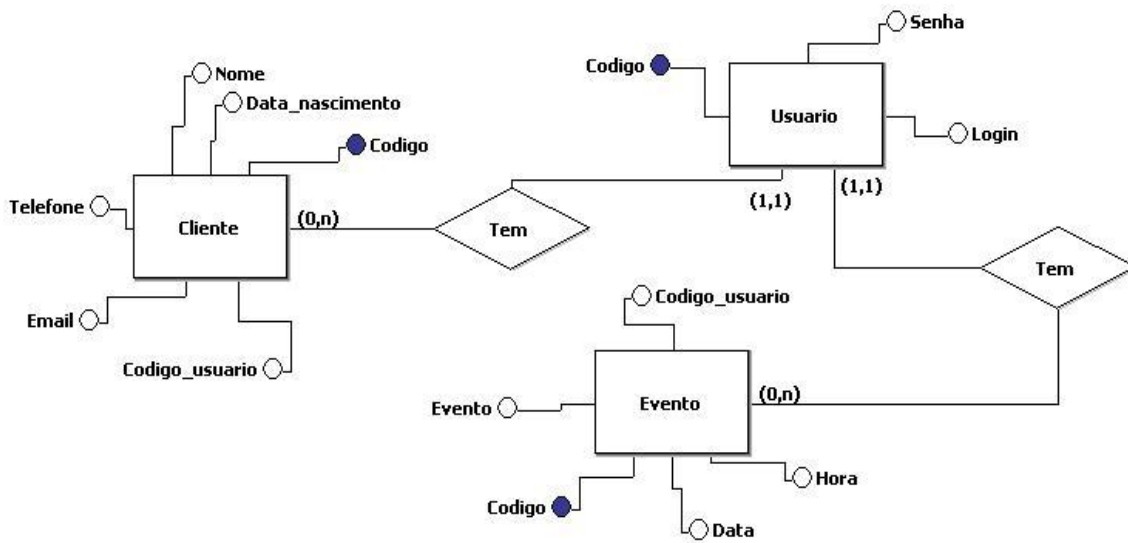 Senha
Codigo
Usuario
Login
(1,1)
(1,1)
Nome
Data_nascimento
Codigo
Telefone
Cliente
(0,n)
Tem
Email
Codigo_usuario
Tem
Codigo_usuario
Evento
Evento
(0,n)
Hora
Codigo
Data